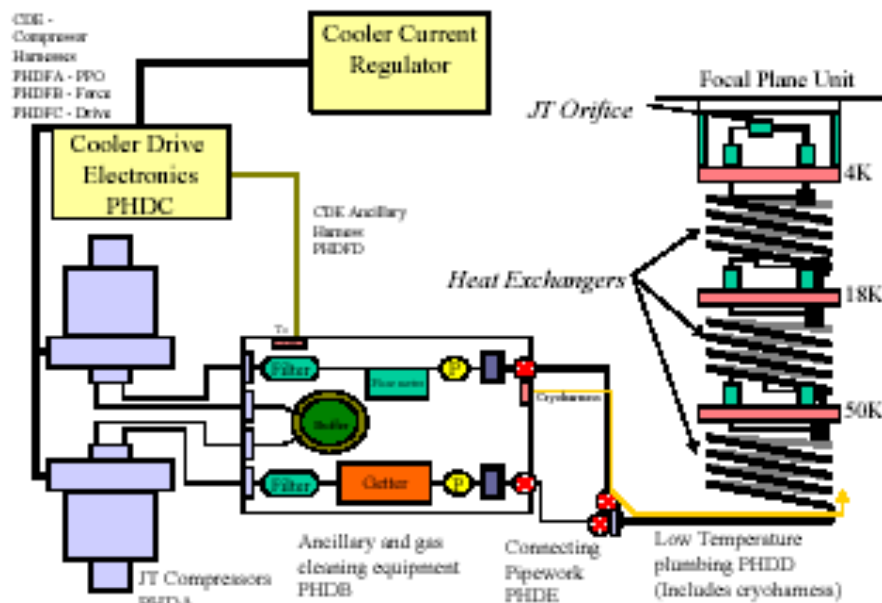 CDE -
Compressor
Harnesses
PHDFA - PPO
PHDFB - Force
PHDFC - Drive
Cooler Current
Regulator
Focal Plane Unit
JT Orifice
Cooler Drive
Electronics
PHDC
4K
CDE Ancillary
Harness
PHDFD
Heat Exchangers
18K
Filter
Flow meter
P
Cryoharness
50K
Buffer
Filter
Getter
P
JT Compressors
PHDA
Ancillary and gas
cleaning equipment
PHDB
Connecting
Pipework
PHDE
Low Temperature
plumbing PHDD
(Includes cryoharness)